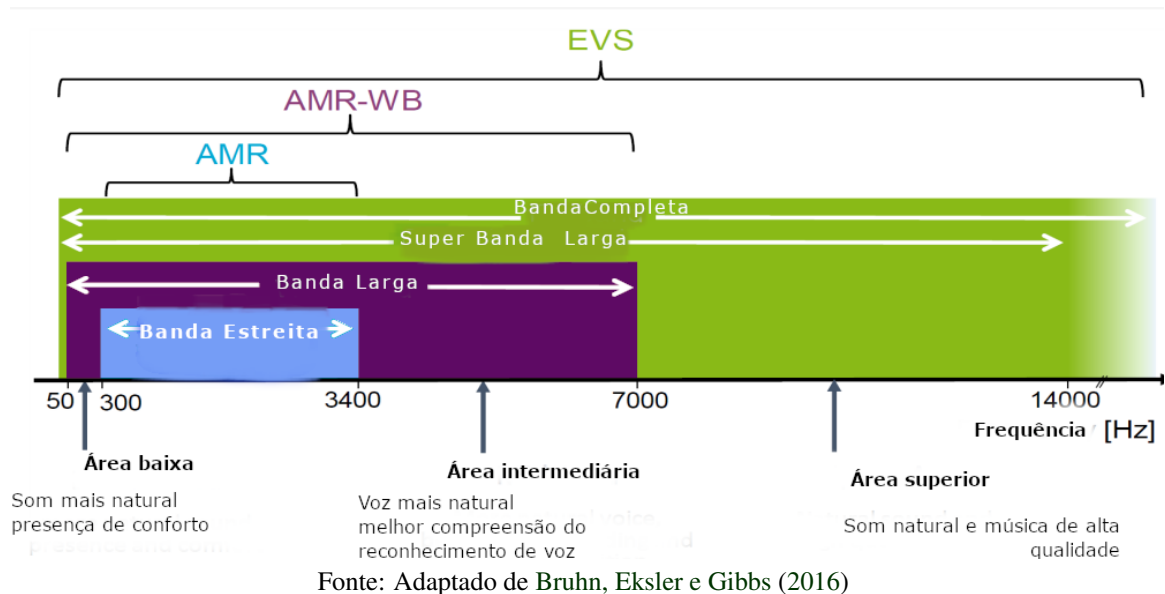 EVS
AMR-WB
AMR
BandaCompleta
Super Banda Larga
Banda Larga
Banda Estreita
50 300 3400 7000 14000
Frequência [Hz]
Área baixa
Som mais natural
presença de conforto
Área intermediária
Voz mais natural
melhor compreensão do
reconhecimento de voz
Área superior
Som natural e música de alta
qualidade
Fonte: Adaptado de Bruhn, Eksler e Gibbs (2016)